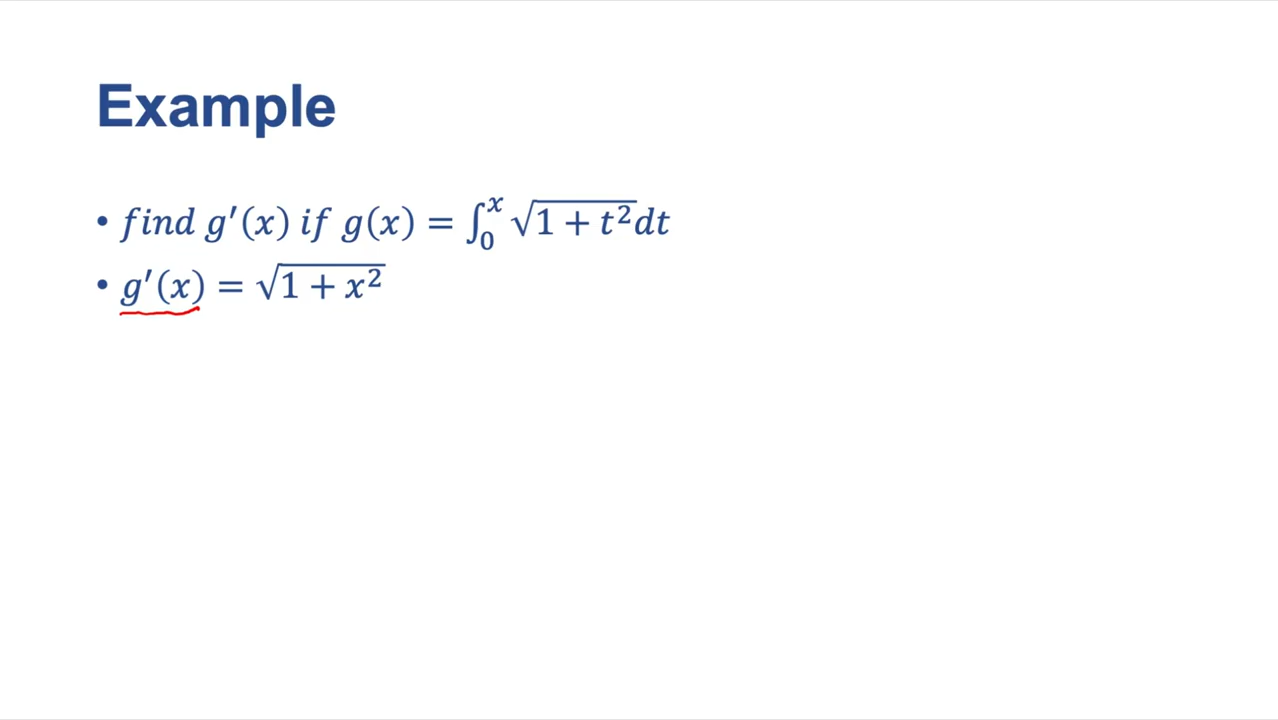 Example
• find g′(x) if g(x) = ∫₀ˣ √(1 + t²)dt
• g′(x) = √(1 + x²)